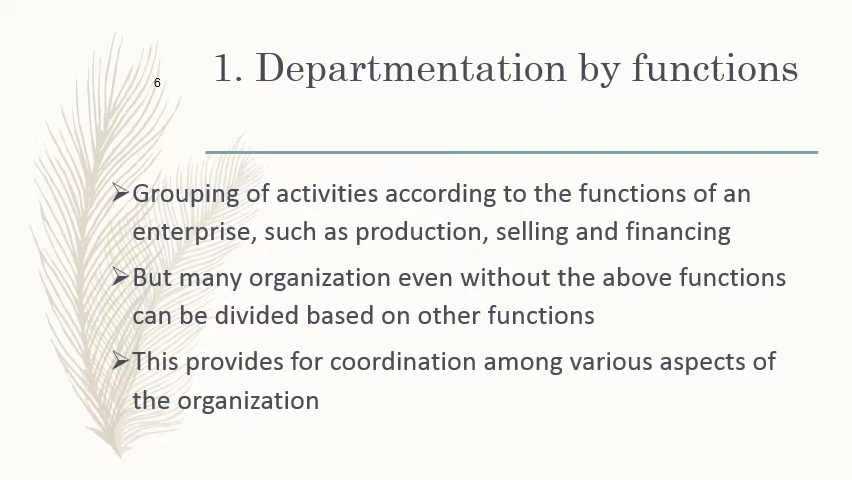 6
1. Departmentation by functions
➢Grouping of activities according to the functions of an
enterprise, such as production, selling and financing
➢But many organization even without the above functions
can be divided based on other functions
➢This provides for coordination among various aspects of
the organization